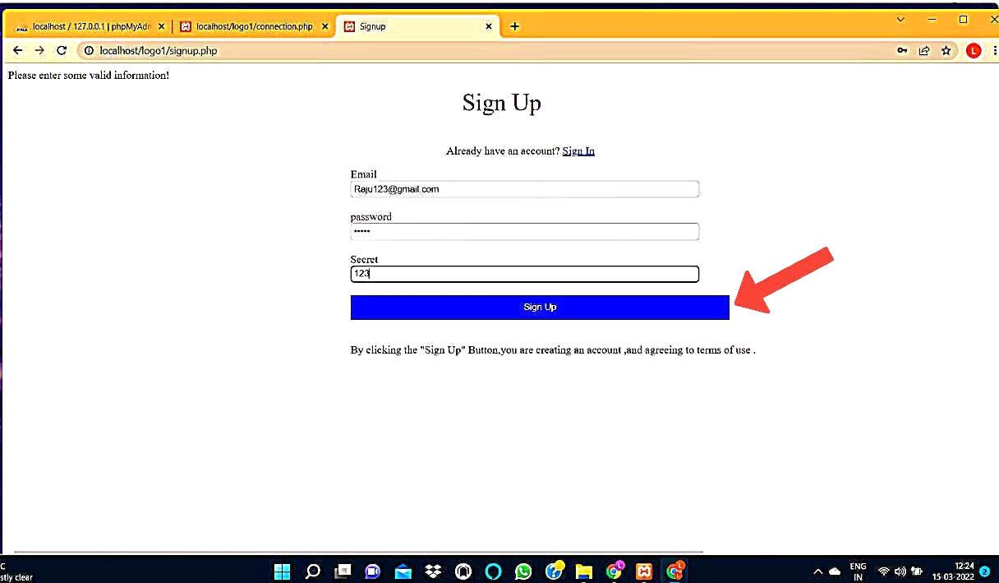 localhost / 127.0.0.1 | phpMyAdn
localhost/logo1/connection.php
Signup
localhost/logo1/signup.php
L
Please enter some valid information!
Sign Up
Already have an account? Sign In
Email
Raju123@gmail.com
password
•••••
Secret
123
Sign Up
By clicking the "Sign Up" Button,you are creating an account ,and agreeing to terms of use .
C
stly clear
ENG
IN
12:24
15-03-2022
2